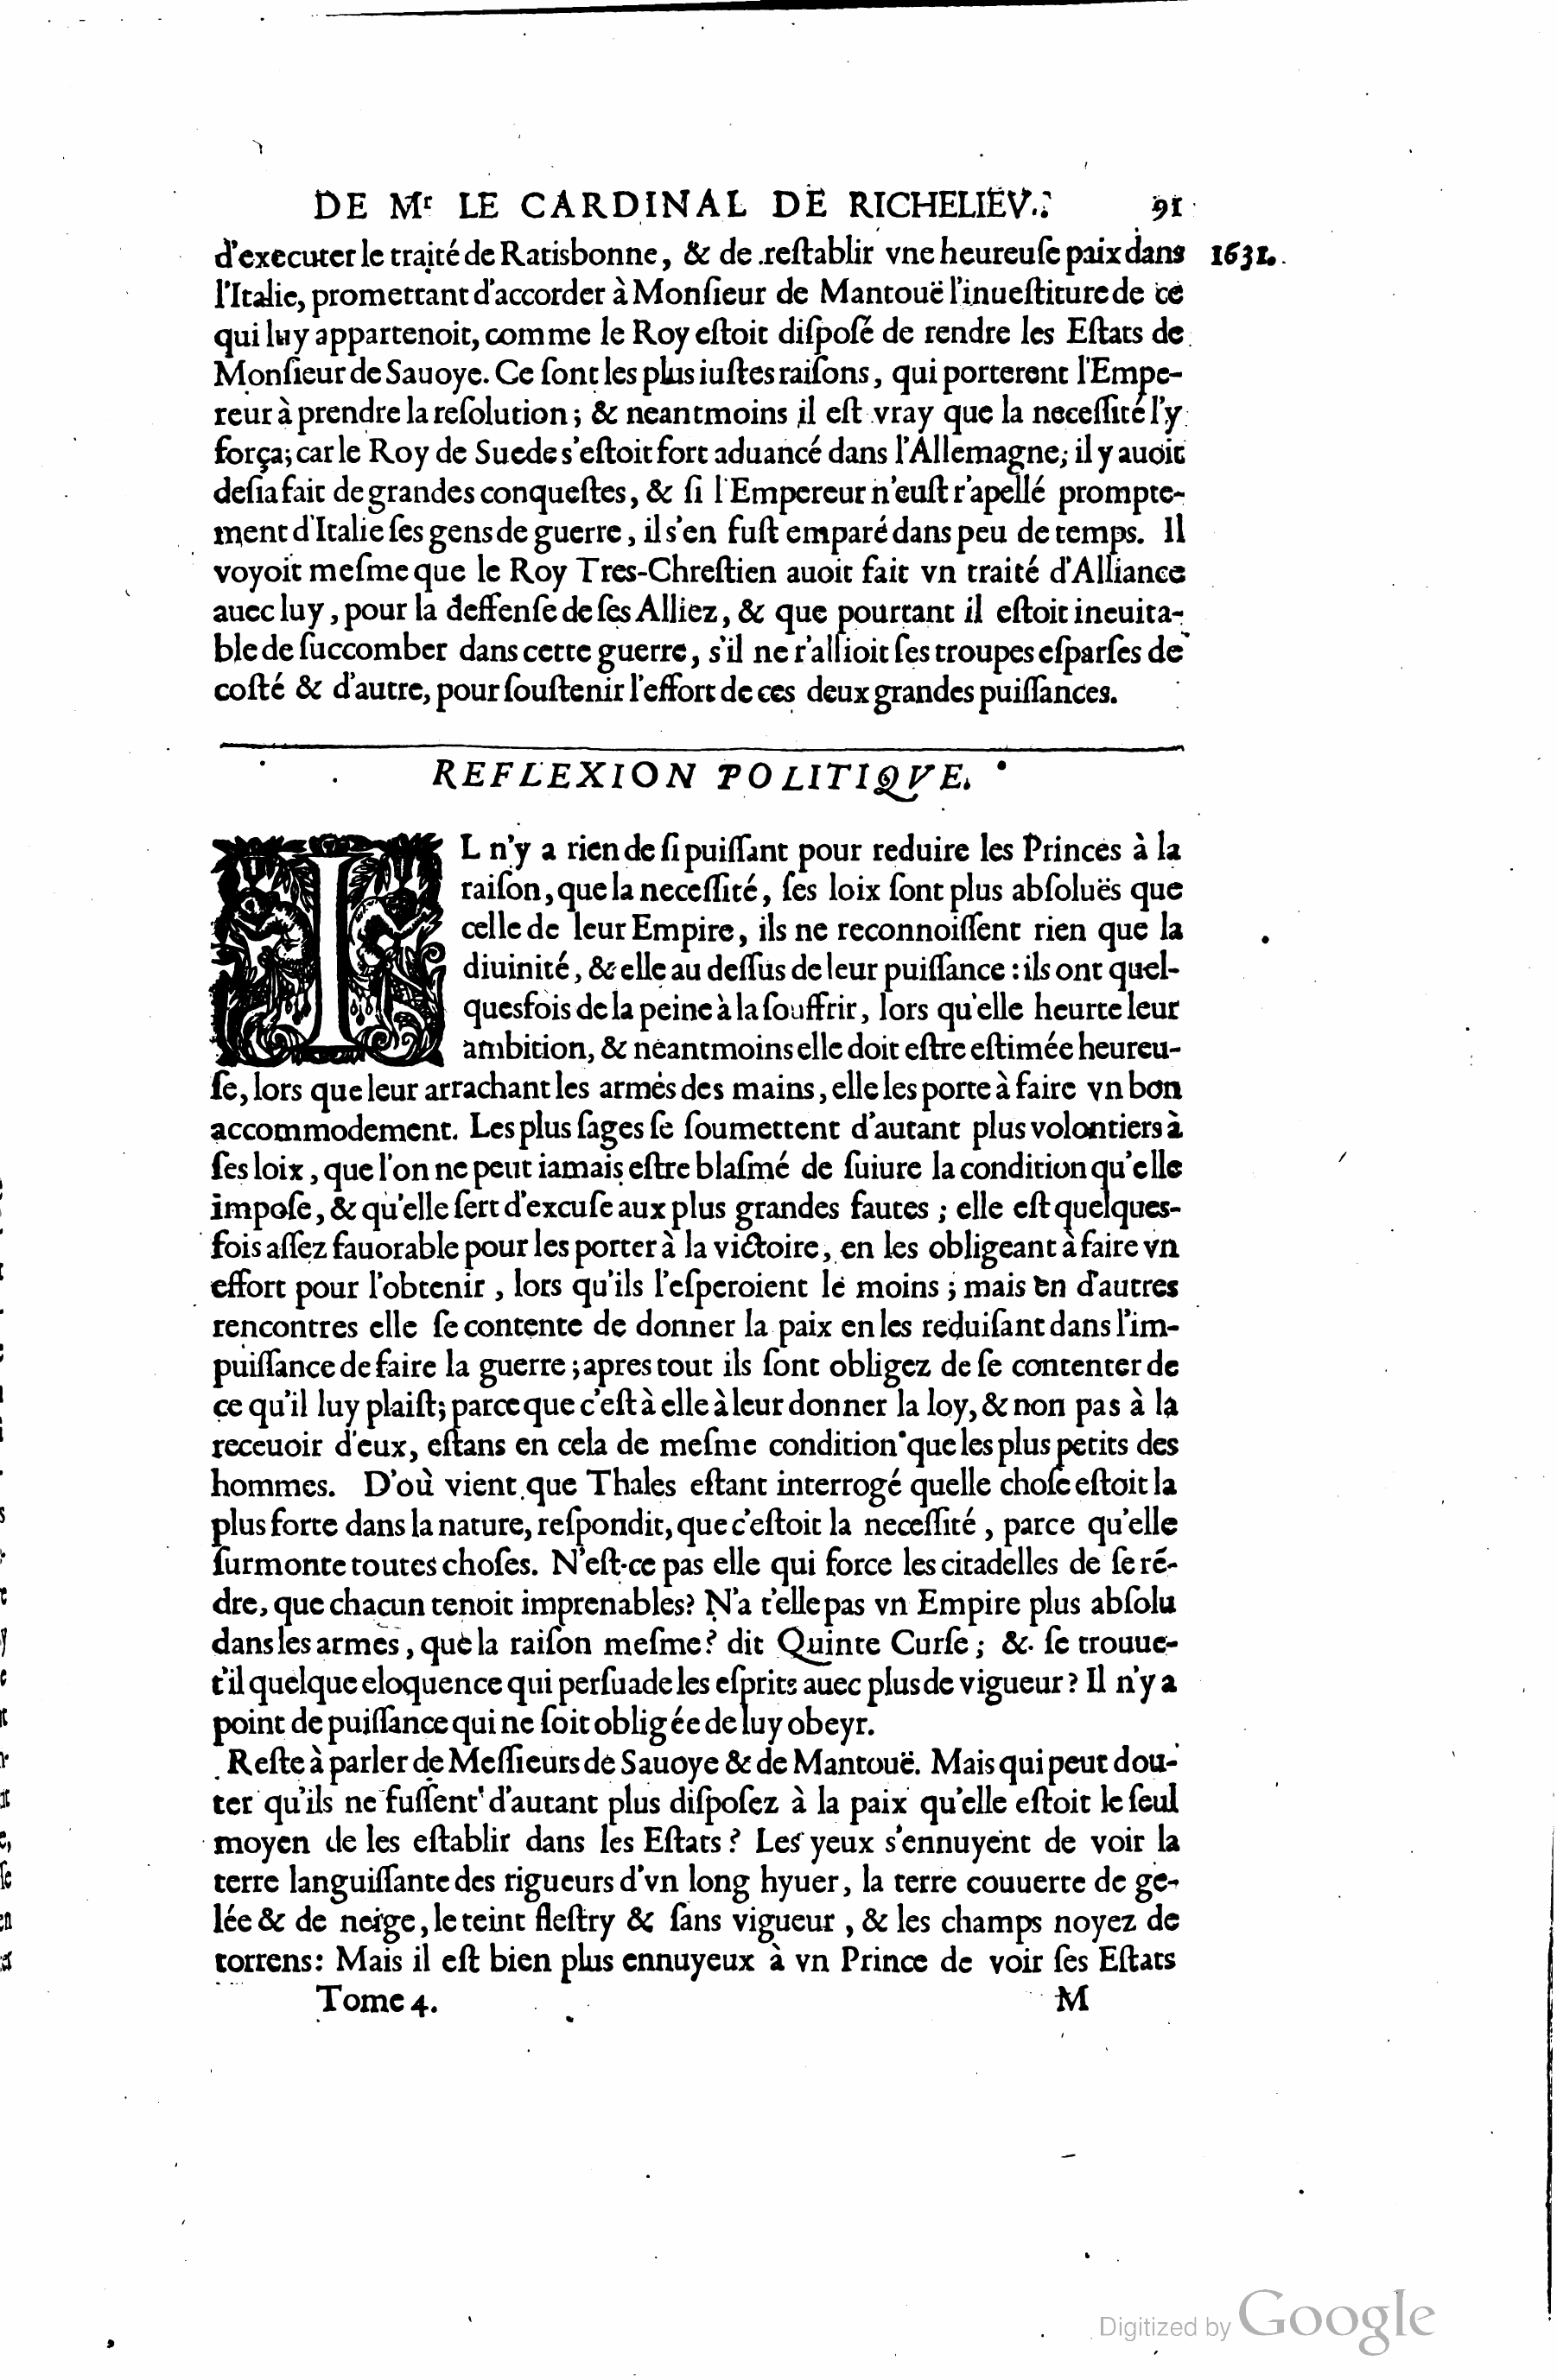 DE Mr LE CARDINAL DE RICHELIEV. 91
d'executer le traité de Ratisbonne, & de restablir vne heureuſe paix dans 1631.
l'Italie, promettant d'accorder à Monſieur de Mantouë l'inueſtiture de ce
qui luy appartenoit, comme le Roy eſtoit diſpoſé de rendre les Eſtats de
Monſieur de Sauoye. Ce ſont les plus iuſtes raiſons, qui porterent l'Empe-
reur à prendre la reſolution; & neantmoins il eſt vray que la neceſſité l'y
força; car le Roy de Suede s'eſtoit fort aduancé dans l'Allemagne; il y auoit
deſia fait de grandes conqueſtes, & ſi l'Empereur n'euſt r'apellé prompte-
ment d'Italie ſes gens de guerre, il s'en fuſt emparé dans peu de temps. Il
voyoit meſme que le Roy Tres-Chreſtien auoit fait vn traité d'Alliance
auec luy, pour la deffenſe de ſes Alliez, & que pourtant il eſtoit ineuita-
ble de ſuccomber dans cette guerre, s'il ne r'allioit ſes troupes eſparſes de
coſté & d'autre, pour ſouſtenir l'effort de ces deux grandes puiſſances.
REFLEXION POLITIQVE.
IL n'y a rien de ſi puiſſant pour reduire les Princes à la
raiſon, que la neceſſité, ſes loix ſont plus abſoluës que
celle de leur Empire, ils ne reconnoiſſent rien que la
diuinité, & elle au deſſus de leur puiſſance: ils ont quel-
quesfois de la peine à la ſouffrir, lors qu'elle heurte leur
ambition, & neantmoins elle doit eſtre eſtimée heureu-
ſe, lors que leur arrachant les armes des mains, elle les porte à faire vn bon
accommodement. Les plus ſages ſe ſoumettent d'autant plus volontiers à
ſes loix, que l'on ne peut iamais eſtre blaſmé de ſuiure la condition qu'elle
impoſe, & qu'elle ſert d'excuſe aux plus grandes fautes; elle eſt quelques-
fois aſſez fauorable pour les porter à la victoire, en les obligeant à faire vn
effort pour l'obtenir, lors qu'ils l'eſperoient le moins; mais en d'autres
rencontres elle ſe contente de donner la paix en les reduiſant dans l'im-
puiſſance de faire la guerre; apres tout ils ſont obligez de ſe contenter de
ce qu'il luy plaiſt; parce que c'eſt à elle à leur donner la loy, & non pas à la
receuoir d'eux, eſtans en cela de meſme condition que les plus petits des
hommes. D'où vient que Thales eſtant interrogé quelle choſe eſtoit la
plus forte dans la nature, reſpondit, que c'eſtoit la neceſſité, parce qu'elle
ſurmonte toutes choſes. N'eſt-ce pas elle qui force les citadelles de ſe ré-
dre, que chacun tenoit imprenables? N'a t'elle pas vn Empire plus abſolu
dans les armes, que la raiſon meſme? dit Quinte Curſe; & ſe trouue-
t'il quelque eloquence qui perſuade les eſprits auec plus de vigueur? Il n'y a
point de puiſſance qui ne ſoit obligée de luy obeyr.
Reſte à parler de Meſſieurs de Sauoye & de Mantouë. Mais qui peut dou-
ter qu'ils ne fuſſent d'autant plus diſpoſez à la paix qu'elle eſtoit le ſeul
moyen de les eſtablir dans les Eſtats? Les yeux s'ennuyent de voir la
terre languiſſante des rigueurs d'vn long hyuer, la terre couuerte de ge-
lée & de neige, le teint fleſtry & ſans vigueur, & les champs noyez de
torrens: Mais il eſt bien plus ennuyeux à vn Prince de voir ſes Eſtats
Tome 4. M
Digitized by Google